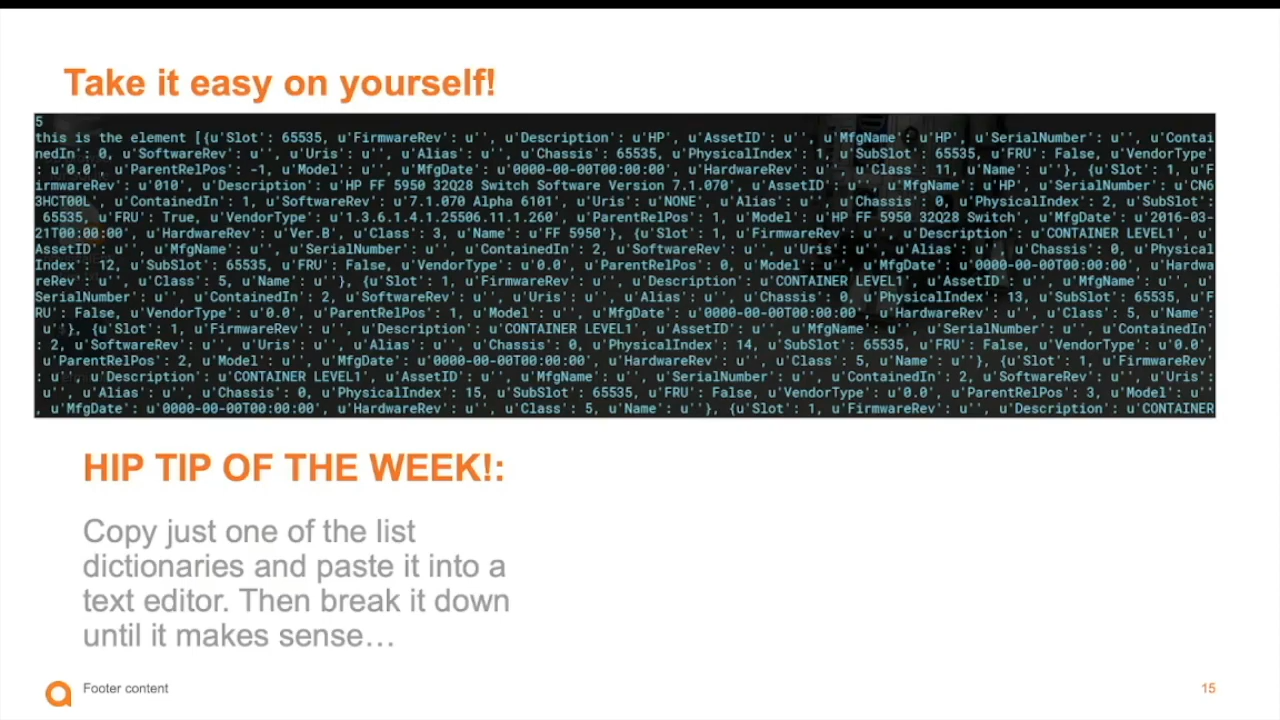 Take it easy on yourself!
5
this is the element [{u'Slot': 65535, u'FirmwareRev': u'', u'Description': u'HP', u'AssetID': u'', u'MfgName': u'HP', u'SerialNumber': u'', u'Contai
nedIn': 0, u'SoftwareRev': u'', u'Uris': u'', u'Alias': u'', u'Chassis': 65535, u'PhysicalIndex': 1, u'SubSlot': 65535, u'FRU': False, u'VendorType'
: u'0.0', u'ParentRelPos': -1, u'Model': u'', u'MfgDate': u'0000-00-00T00:00:00', u'HardwareRev': u'', u'Class': 11, u'Name': u''}, {u'Slot': 1, u'F
irmwareRev': u'010', u'Description': u'HP FF 5950 32Q28 Switch Software Version 7.1.070', u'AssetID': u'', u'MfgName': u'HP', u'SerialNumber': u'CN6
3HCT00L', u'ContainedIn': 1, u'SoftwareRev': u'7.1.070 Alpha 6101', u'Uris': u'NONE', u'Alias': u'', u'Chassis': 0, u'PhysicalIndex': 2, u'SubSlot':
65535, u'FRU': True, u'VendorType': u'1.3.6.1.4.1.25506.11.1.260', u'ParentRelPos': 1, u'Model': u'HP FF 5950 32Q28 Switch', u'MfgDate': u'2016-03-
21T00:00:00', u'HardwareRev': u'Ver.B', u'Class': 3, u'Name': u'FF 5950'}, {u'Slot': 1, u'FirmwareRev': u'', u'Description': u'CONTAINER LEVEL1', u'
AssetID': u'', u'MfgName': u'', u'SerialNumber': u'', u'ContainedIn': 2, u'SoftwareRev': u'', u'Uris': u'', u'Alias': u'', u'Chassis': 0, u'Physical
Index': 12, u'SubSlot': 65535, u'FRU': False, u'VendorType': u'0.0', u'ParentRelPos': 0, u'Model': u'', u'MfgDate': u'0000-00-00T00:00:00', u'Hardwa
reRev': u'', u'Class': 5, u'Name': u''}, {u'Slot': 1, u'FirmwareRev': u'', u'Description': u'CONTAINER LEVEL1', u'AssetID': u'', u'MfgName': u'', u'
SerialNumber': u'', u'ContainedIn': 2, u'SoftwareRev': u'', u'Uris': u'', u'Alias': u'', u'Chassis': 0, u'PhysicalIndex': 13, u'SubSlot': 65535, u'F
RU': False, u'VendorType': u'0.0', u'ParentRelPos': 1, u'Model': u'', u'MfgDate': u'0000-00-00T00:00:00', u'HardwareRev': u'', u'Class': 5, u'Name':
u''}, {u'Slot': 1, u'FirmwareRev': u'', u'Description': u'CONTAINER LEVEL1', u'AssetID': u'', u'MfgName': u'', u'SerialNumber': u'', u'ContainedIn'
: 2, u'SoftwareRev': u'', u'Uris': u'', u'Alias': u'', u'Chassis': 0, u'PhysicalIndex': 14, u'SubSlot': 65535, u'FRU': False, u'VendorType': u'0.0',
u'ParentRelPos': 2, u'Model': u'', u'MfgDate': u'0000-00-00T00:00:00', u'HardwareRev': u'', u'Class': 5, u'Name': u''}, {u'Slot': 1, u'FirmwareRev'
: u'', u'Description': u'CONTAINER LEVEL1', u'AssetID': u'', u'MfgName': u'', u'SerialNumber': u'', u'ContainedIn': 2, u'SoftwareRev': u'', u'Uris':
u'', u'Alias': u'', u'Chassis': 0, u'PhysicalIndex': 15, u'SubSlot': 65535, u'FRU': False, u'VendorType': u'0.0', u'ParentRelPos': 3, u'Model': u''
, u'MfgDate': u'0000-00-00T00:00:00', u'HardwareRev': u'', u'Class': 5, u'Name': u''}, {u'Slot': 1, u'FirmwareRev': u'', u'Description': u'CONTAINER
HIP TIP OF THE WEEK!:
Copy just one of the list
dictionaries and paste it into a
text editor. Then break it down
until it makes sense…
Footer content
15